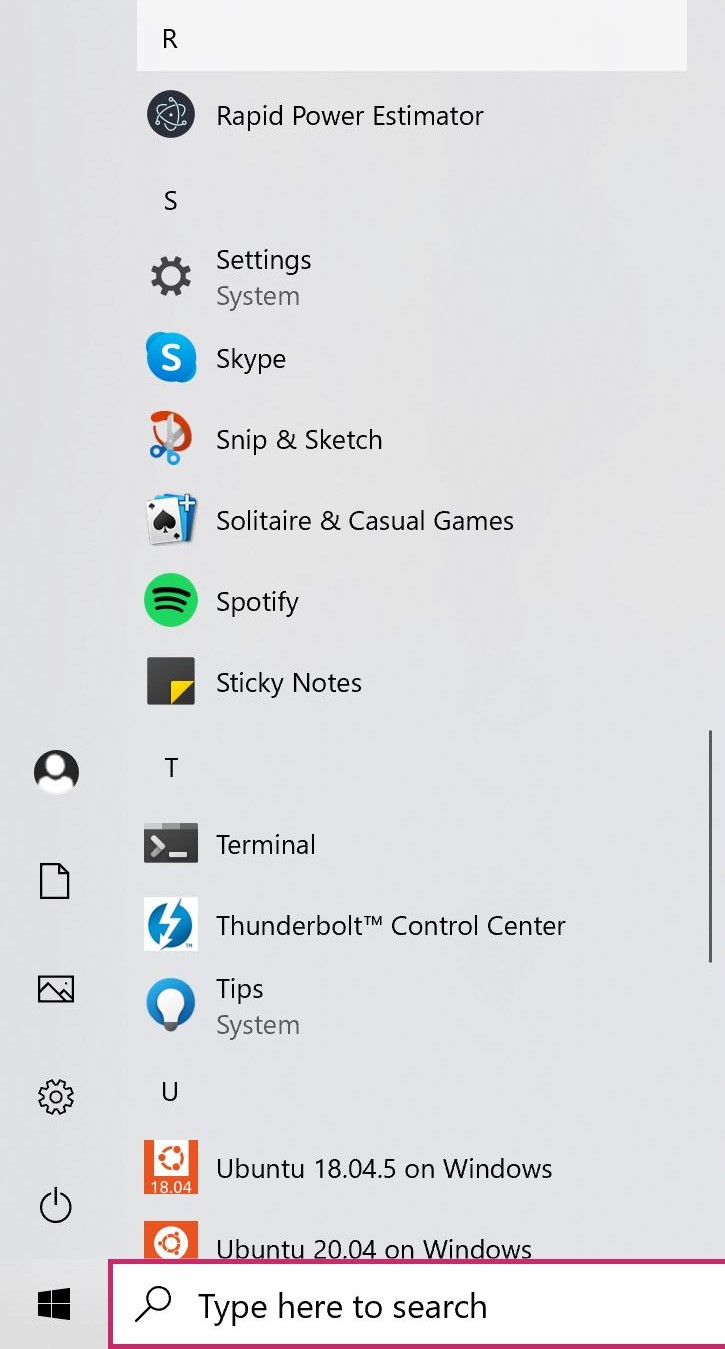 R
Rapid Power Estimator
S
Settings
System
S
Skype
Snip & Sketch
Solitaire & Casual Games
Spotify
Sticky Notes
T
Terminal
Thunderbolt™ Control Center
TM
Tips
System
U
18.04
Ubuntu 18.04.5 on Windows
Ubuntu 20.04 on Windows
Type here to search